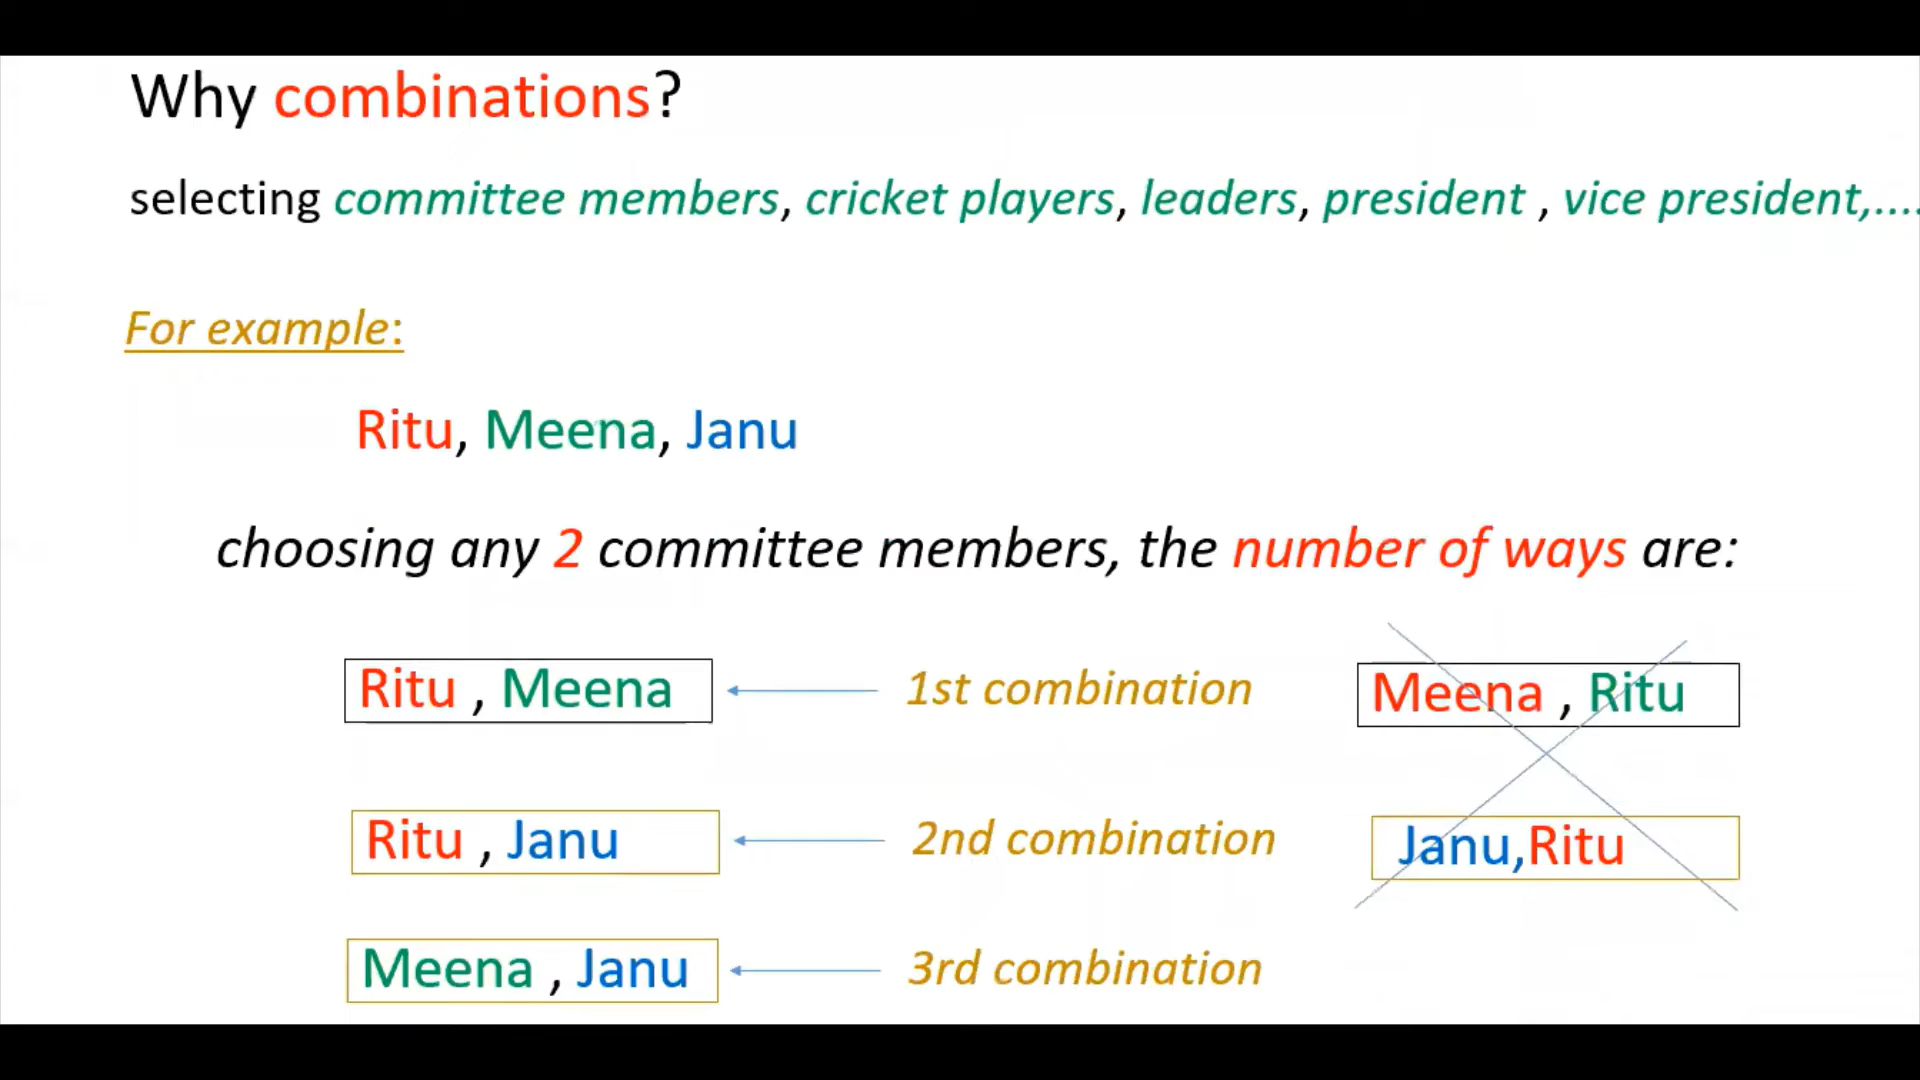 Why combinations?
selecting committee members, cricket players, leaders, president , vice president,....
For example:
Ritu, Meena, Janu
choosing any 2 committee members, the number of ways are:
Ritu , Meena
1st combination
Meena , Ritu
Ritu , Janu
2nd combination
Janu,Ritu
Meena , Janu
3rd combination